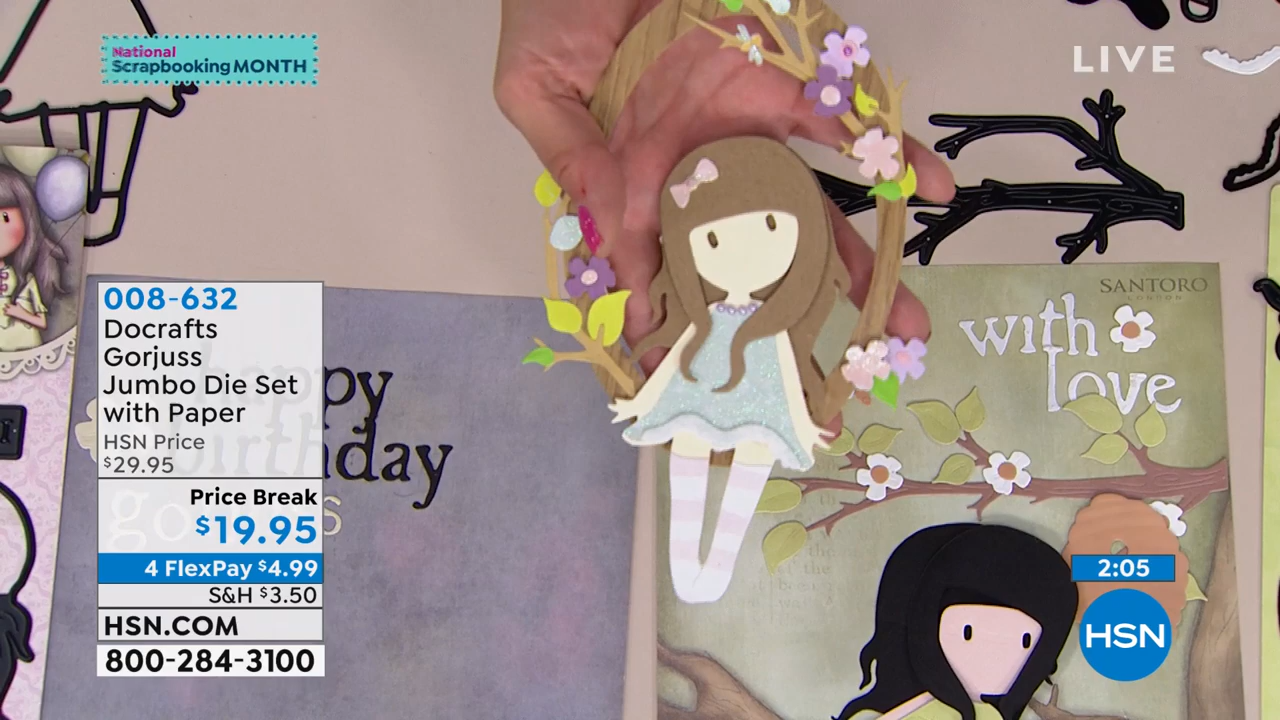 National
Scrapbooking MONTH
LIVE
008-632
Docrafts
Gorjuss
Jumbo Die Set
with Paper
HSN Price
$29.95
Price Break
$19.95
4 FlexPay $4.99
S&H $3.50
HSN.COM
800-284-3100
happy
birthday
SANTORO
LONDON
with
love
2:05
HSN